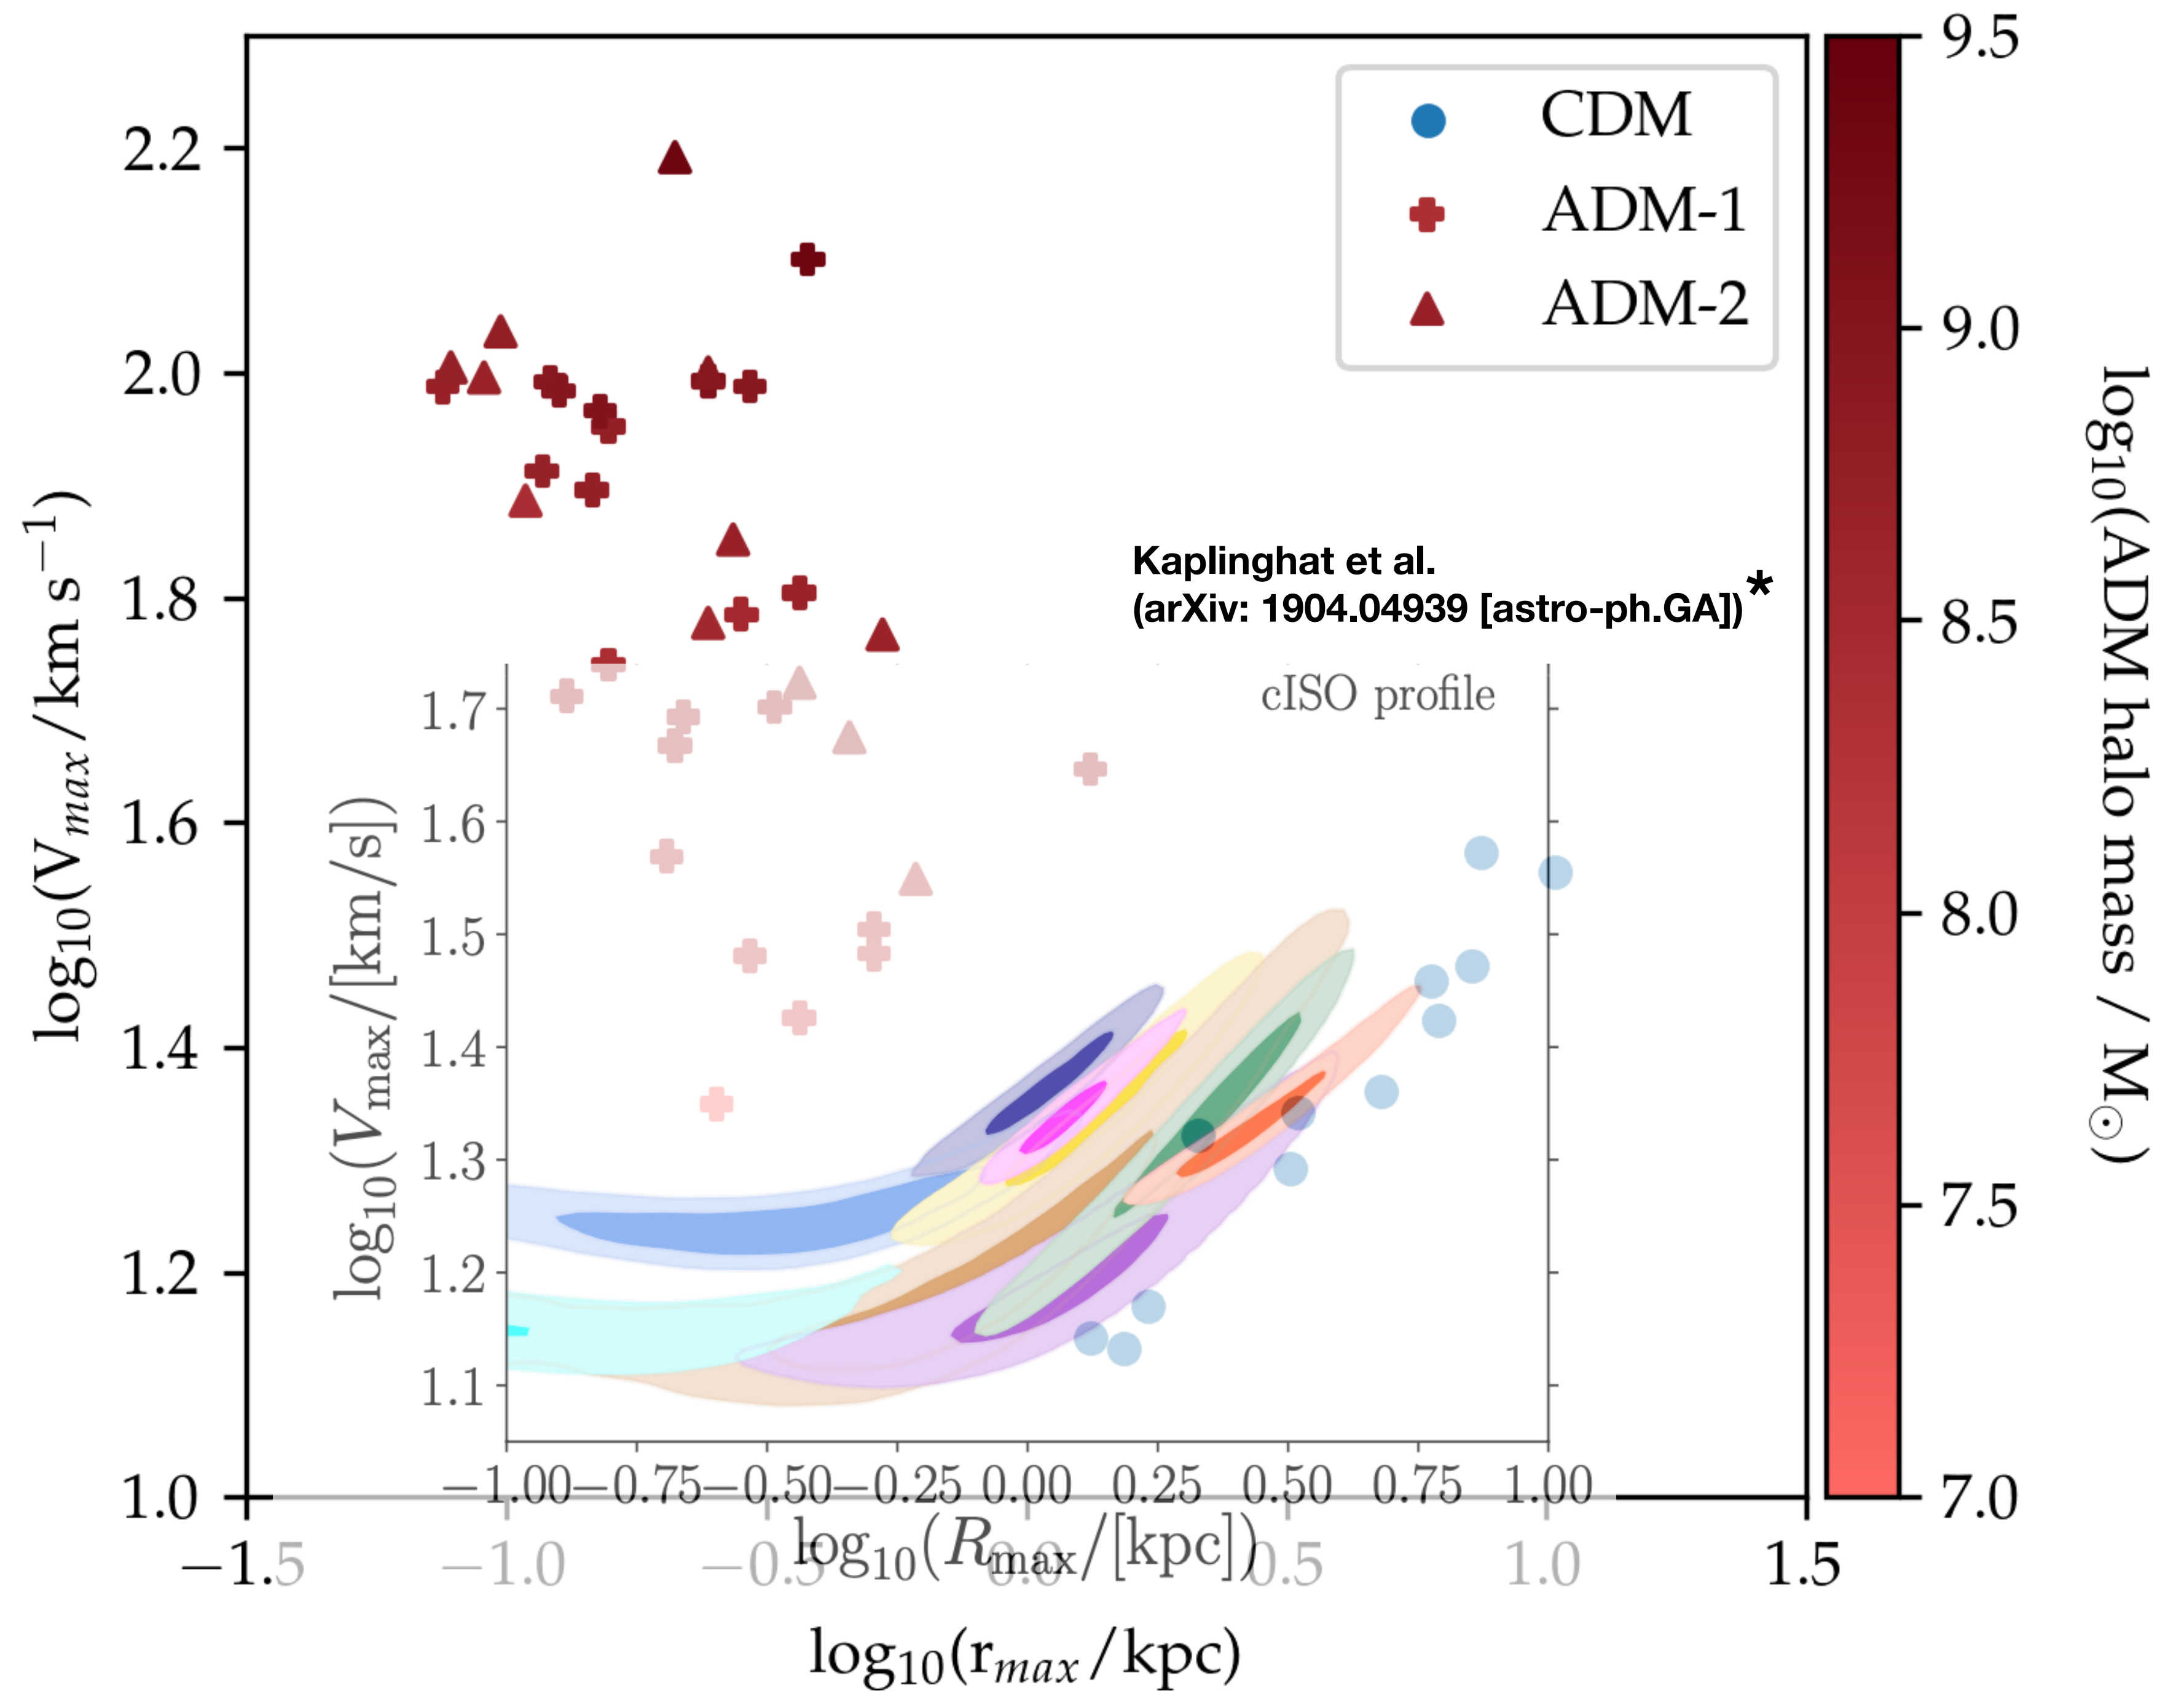 CDM
ADM-1
ADM-2
Kaplinghat et al.
(arXiv: 1904.04939 [astro-ph.GA])*
cISO profile
2.2
2.0
1.8
1.6
1.4
1.2
1.0
log₁₀(Vₘₐₓ/km s⁻¹)
1.7
1.6
1.5
1.4
1.3
1.2
1.1
log₁₀(Vₘₐₓ/[km/s])
−1.00 −0.75 −0.50 −0.25 0.00 0.25 0.50 0.75 1.00
log₁₀(Rₘₐₓ/[kpc])
−1.5 −1.0 −0.5 0.0 0.5 1.0 1.5
log₁₀(rₘₐₓ/kpc)
9.5
9.0
8.5
8.0
7.5
7.0
log₁₀(ADM halo mass / M☉)